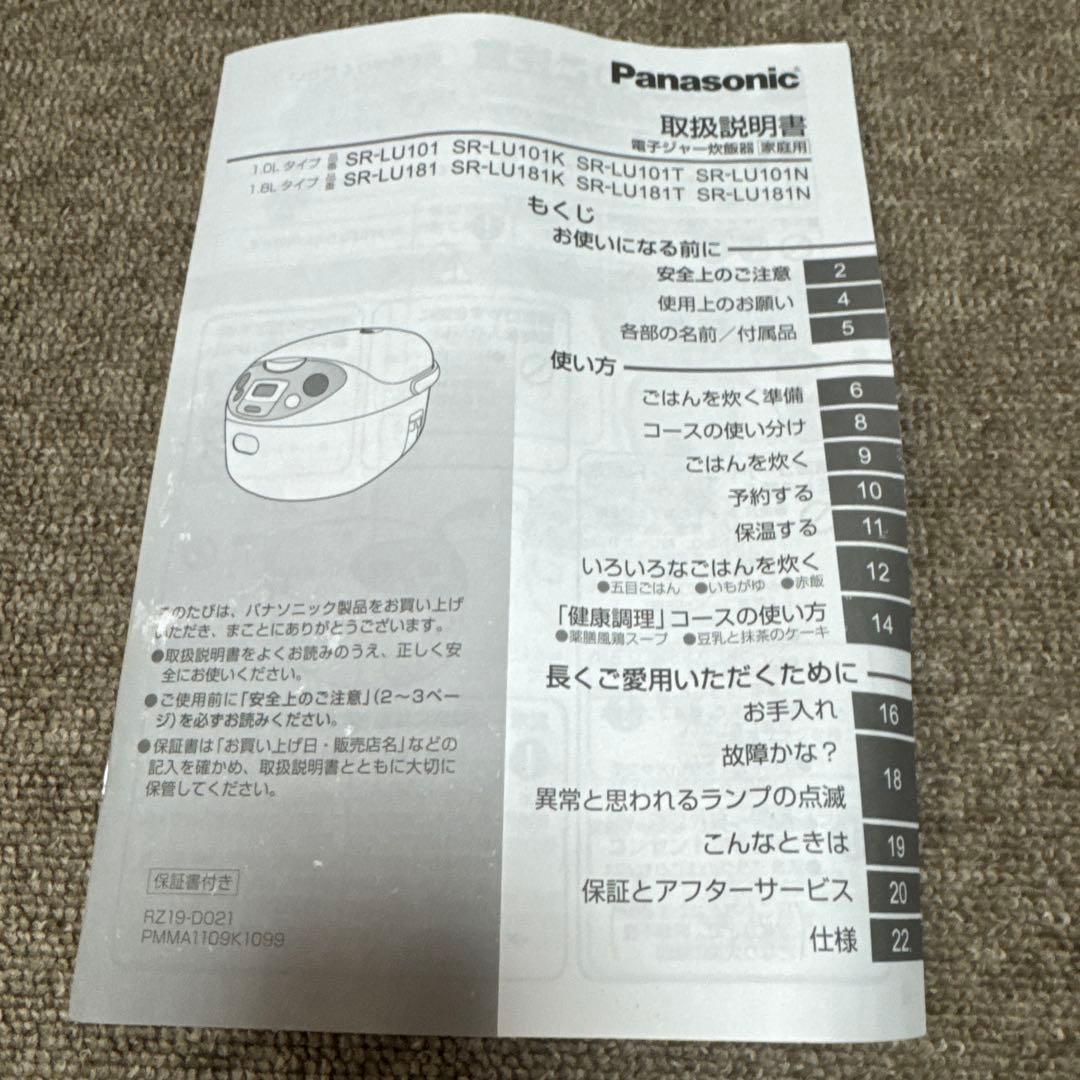 Panasonic
取扱説明書
電子ジャー炊飯器 家庭用
1.0Lタイプ 品番 SR-LU101 SR-LU101K SR-LU101T SR-LU101N
1.8Lタイプ 品番 SR-LU181 SR-LU181K SR-LU181T SR-LU181N
もくじ
お使いになる前に
安全上のご注意 2
使用上のお願い 4
各部の名前／付属品 5
使い方
ごはんを炊く準備 6
コースの使い分け 8
ごはんを炊く 9
予約する 10
保温する 11
いろいろなごはんを炊く 12
●五目ごはん ●いもがゆ ●赤飯
「健康調理」コースの使い方 14
●薬膳風鶏スープ ●豆乳と抹茶のケーキ
長くご愛用いただくために
お手入れ 16
故障かな？ 18
異常と思われるランプの点滅
こんなときは 19
保証とアフターサービス 20
仕様 22
このたびは、パナソニック製品をお買い上げ
いただき、まことにありがとうございます。
●取扱説明書をよくお読みのうえ、正しく安
全にお使いください。
●ご使用前に「安全上のご注意」(2〜3ペー
ジ)を必ずお読みください。
●保証書は「お買い上げ日・販売店名」などの
記入を確かめ、取扱説明書とともに大切に
保管してください。
保証書付き
RZ19-D021
PMMA1109K1099